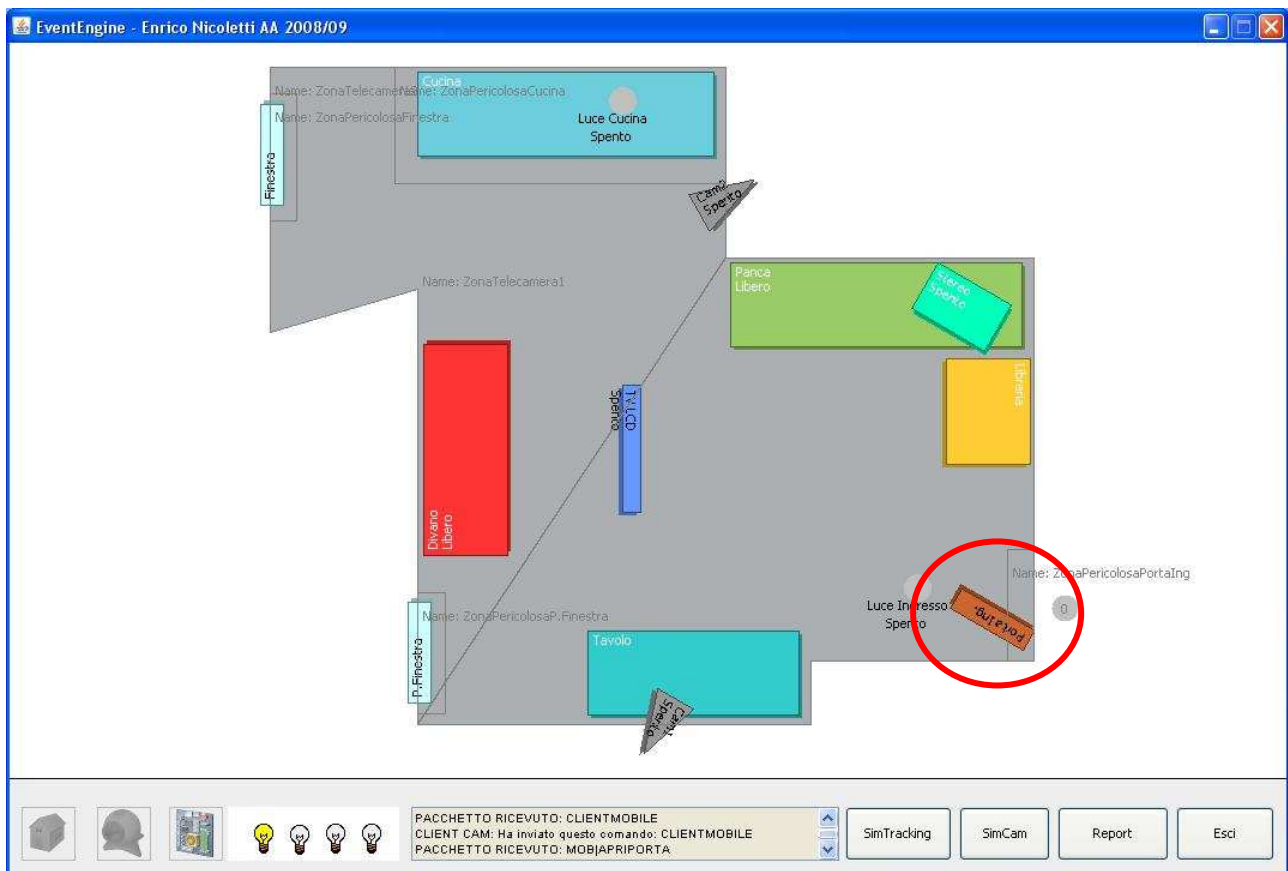 EventEngine - Enrico Nicoletti AA 2008/09
Cucina
Name: ZonaTelecamera
Name: ZonaPericolosaCucina
Name: ZonaPericolosaFinestra
Luce Cucina
Spento
Finestra
Cam2
Spento
Name: ZonaTelecamera1
Panca
Libero
Stereo
Spento
Libreria
TV LCD
Spento
Divano
Libero
Name: ZonaPericolosaPortaIng
Luce Ingresso
Spento
PortaIng.
0
Name: ZonaPericolosaP.Finestra
P.Finestra
Tavolo
Cam1
Spento
PACCHETTO RICEVUTO: CLIENTMOBILE
CLIENT CAM: Ha inviato questo comando: CLIENTMOBILE
PACCHETTO RICEVUTO: MOB|APRIPORTA
SimTracking
SimCam
Report
Esci